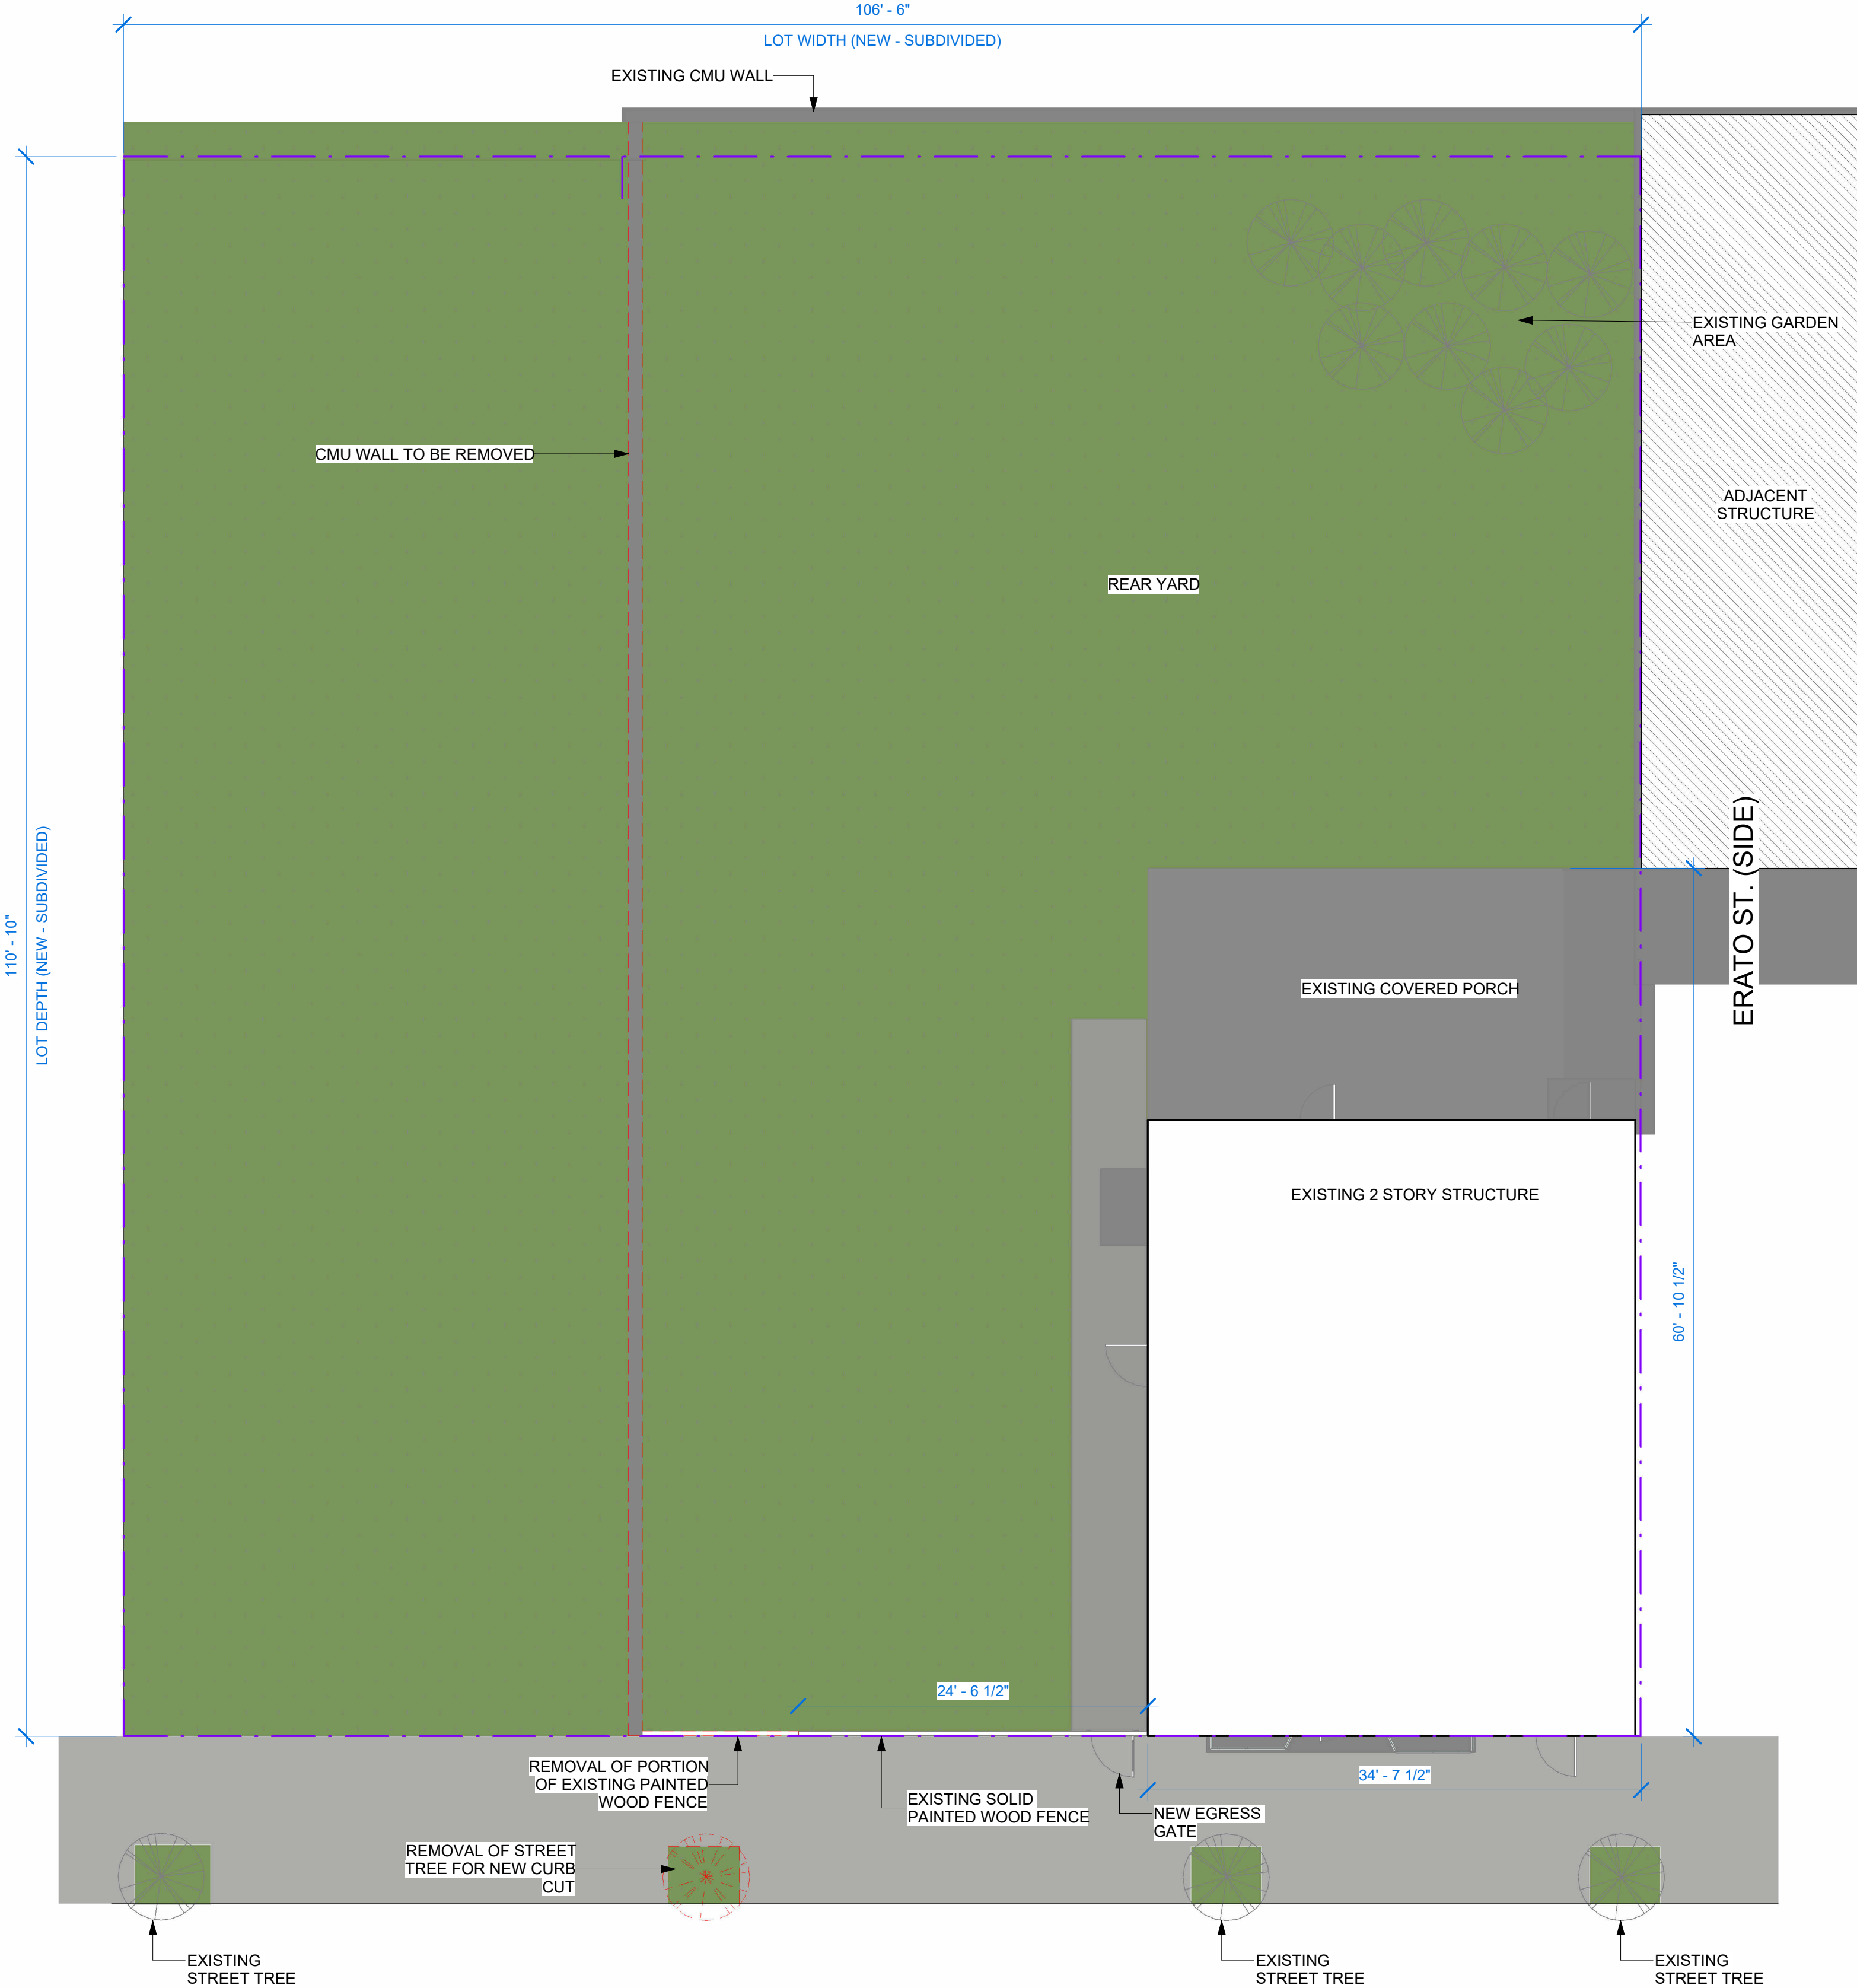 106' - 6"
LOT WIDTH (NEW - SUBDIVIDED)
EXISTING CMU WALL
EXISTING GARDEN
AREA
CMU WALL TO BE REMOVED
ADJACENT
STRUCTURE
REAR YARD
ERATO ST. (SIDE)
110' - 10"
LOT DEPTH (NEW - SUBDIVIDED)
EXISTING COVERED PORCH
EXISTING 2 STORY STRUCTURE
60' - 10 1/2"
24' - 6 1/2"
REMOVAL OF PORTION
OF EXISTING PAINTED
WOOD FENCE
EXISTING SOLID
PAINTED WOOD FENCE
NEW EGRESS
GATE
34' - 7 1/2"
REMOVAL OF STREET
TREE FOR NEW CURB
CUT
EXISTING
STREET TREE
EXISTING
STREET TREE
EXISTING
STREET TREE